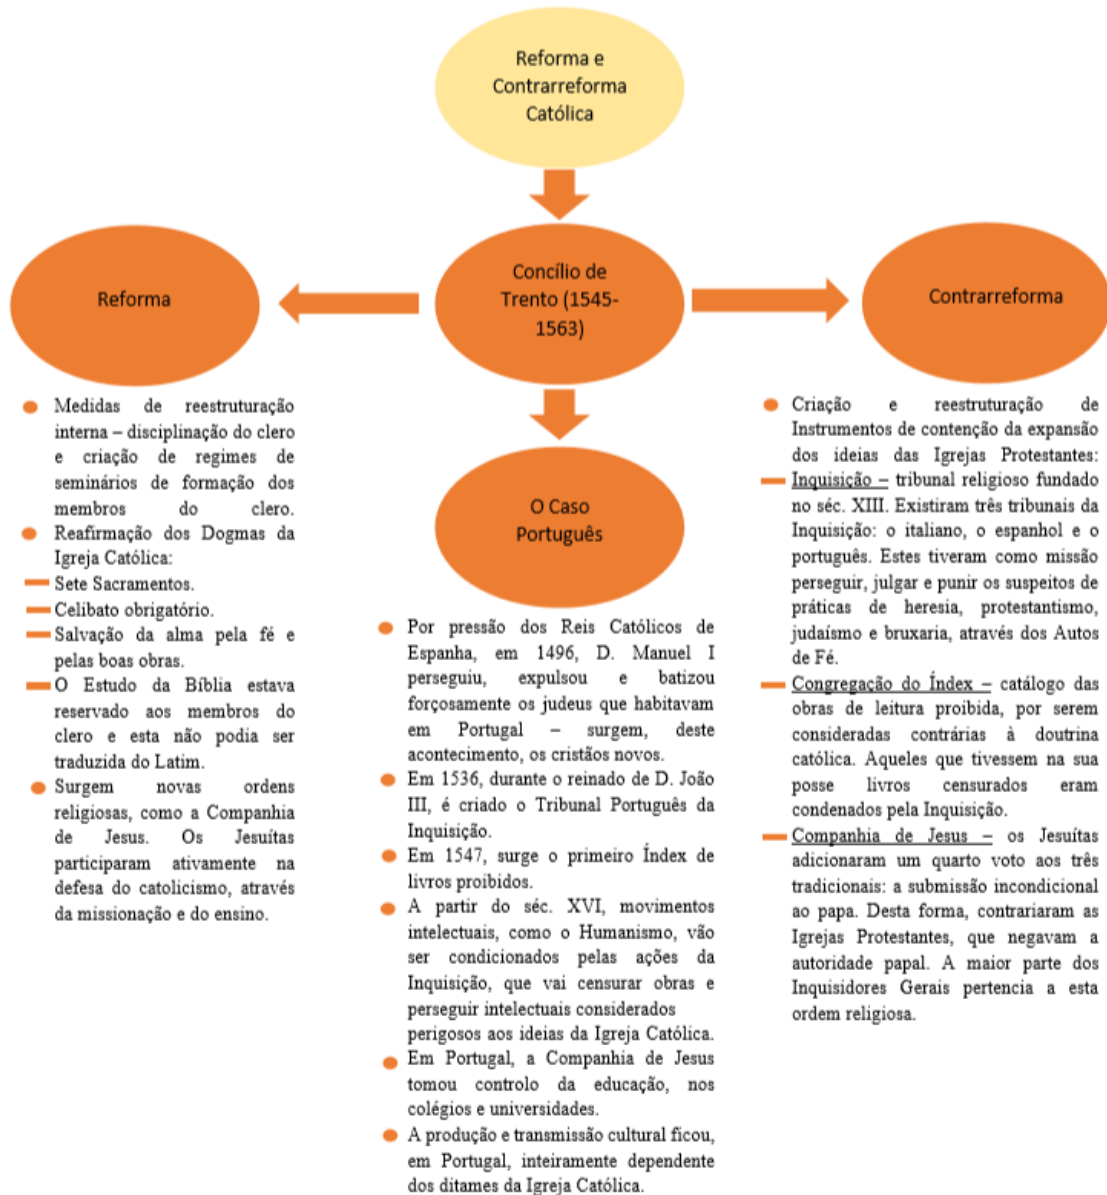 Reforma e
Contrarreforma
Católica
Concílio de
Trento (1545-
1563)
Reforma
Contrarreforma
Medidas de reestruturação
interna – disciplinação do clero
e criação de regimes de
seminários de formação dos
membros do clero.
Reafirmação dos Dogmas da
Igreja Católica:
Sete Sacramentos.
Celibato obrigatório.
Salvação da alma pela fé e
pelas boas obras.
O Estudo da Bíblia estava
reservado aos membros do
clero e esta não podia ser
traduzida do Latim.
Surgem novas ordens
religiosas, como a Companhia
de Jesus. Os Jesuítas
participaram ativamente na
defesa do catolicismo, através
da missionação e do ensino.
O Caso
Português
Por pressão dos Reis Católicos de
Espanha, em 1496, D. Manuel I
perseguiu, expulsou e batizou
forçosamente os judeus que habitavam
em Portugal – surgem, deste
acontecimento, os cristãos novos.
Em 1536, durante o reinado de D. João
III, é criado o Tribunal Português da
Inquisição.
Em 1547, surge o primeiro Índex de
livros proibidos.
A partir do séc. XVI, movimentos
intelectuais, como o Humanismo, vão
ser condicionados pelas ações da
Inquisição, que vai censurar obras e
perseguir intelectuais considerados
perigosos aos ideias da Igreja Católica.
Em Portugal, a Companhia de Jesus
tomou controlo da educação, nos
colégios e universidades.
A produção e transmissão cultural ficou,
em Portugal, inteiramente dependente
dos ditames da Igreja Católica.
Criação e reestruturação de
Instrumentos de contenção da expansão
dos ideias das Igrejas Protestantes:
Inquisição – tribunal religioso fundado
no séc. XIII. Existiram três tribunais da
Inquisição: o italiano, o espanhol e o
português. Estes tiveram como missão
perseguir, julgar e punir os suspeitos de
práticas de heresia, protestantismo,
judaísmo e bruxaria, através dos Autos
de Fé.
Congregação do Índex – catálogo das
obras de leitura proibida, por serem
consideradas contrárias à doutrina
católica. Aqueles que tivessem na sua
posse livros censurados eram
condenados pela Inquisição.
Companhia de Jesus – os Jesuítas
adicionaram um quarto voto aos três
tradicionais: a submissão incondicional
ao papa. Desta forma, contrariaram as
Igrejas Protestantes, que negavam a
autoridade papal. A maior parte dos
Inquisidores Gerais pertencia a esta
ordem religiosa.